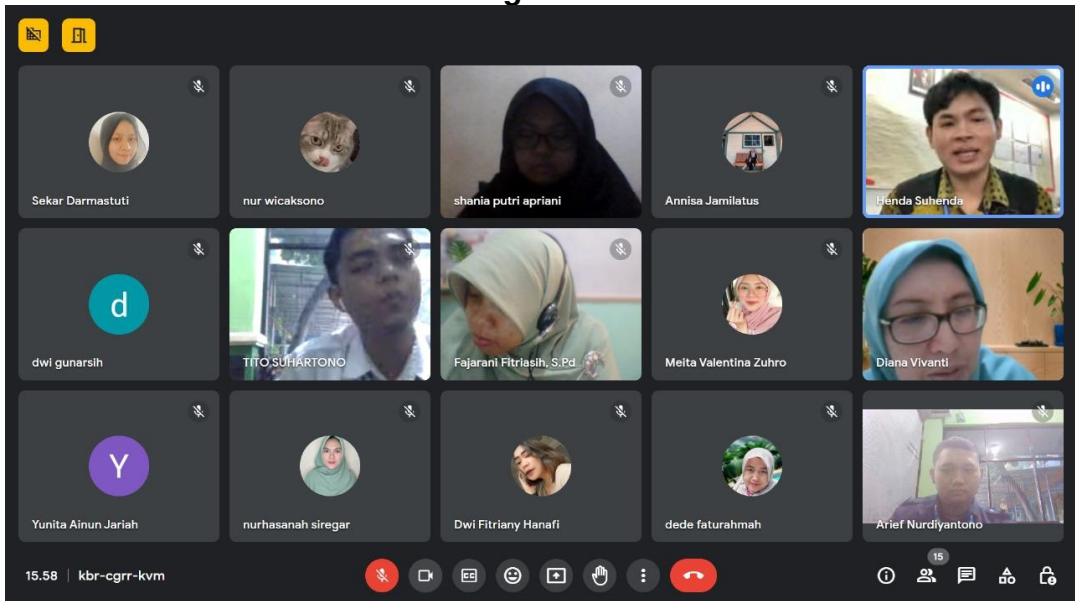 Sekar Darmastuti
nur wicaksono
shania putri apriani
Annisa Jamilatus
Henda Suhenda
d
dwi gunarsih
TITO SUHARTONO
Fajarani Fitriasih, S.Pd
Meita Valentina Zuhro
Diana Vivanti
Y
Yunita Ainun Jariah
nurhasanah siregar
Dwi Fitriany Hanafi
dede faturahmah
Arief Nurdiyantono
15.58 | kbr-cgrr-kvm
CC
15